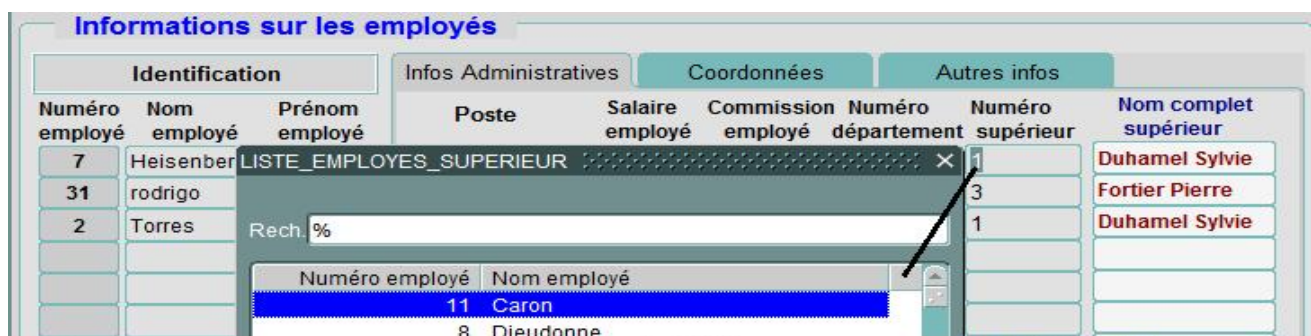 Informations sur les employés
Identification Infos Administratives Coordonnées Autres infos
Numéro employé Nom employé Prénom employé Poste Salaire employé Commission employé Numéro département Numéro supérieur Nom complet supérieur
7 Heisenber LISTE_EMPLOYES_SUPERIEUR 1 Duhamel Sylvie
31 rodrigo 3 Fortier Pierre
2 Torres Rech. % 1 Duhamel Sylvie
Numéro employé Nom employé
11 Caron
8 Dieudonne